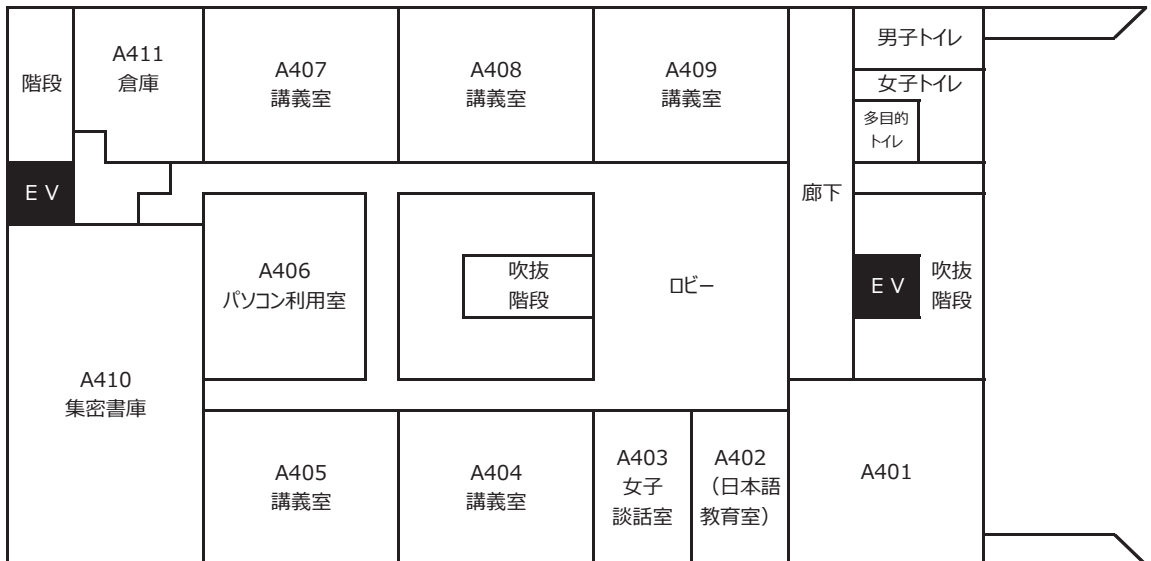 階段
A411
倉庫
A407
講義室
A408
講義室
A409
講義室
男子トイレ
女子トイレ
多目的
トイレ
ＥＶ
廊下
A406
パソコン利用室
吹抜
階段
ロビー
ＥＶ
吹抜
階段
A410
集密書庫
A405
講義室
A404
講義室
A403
女子
談話室
A402
（日本語
教育室）
A401